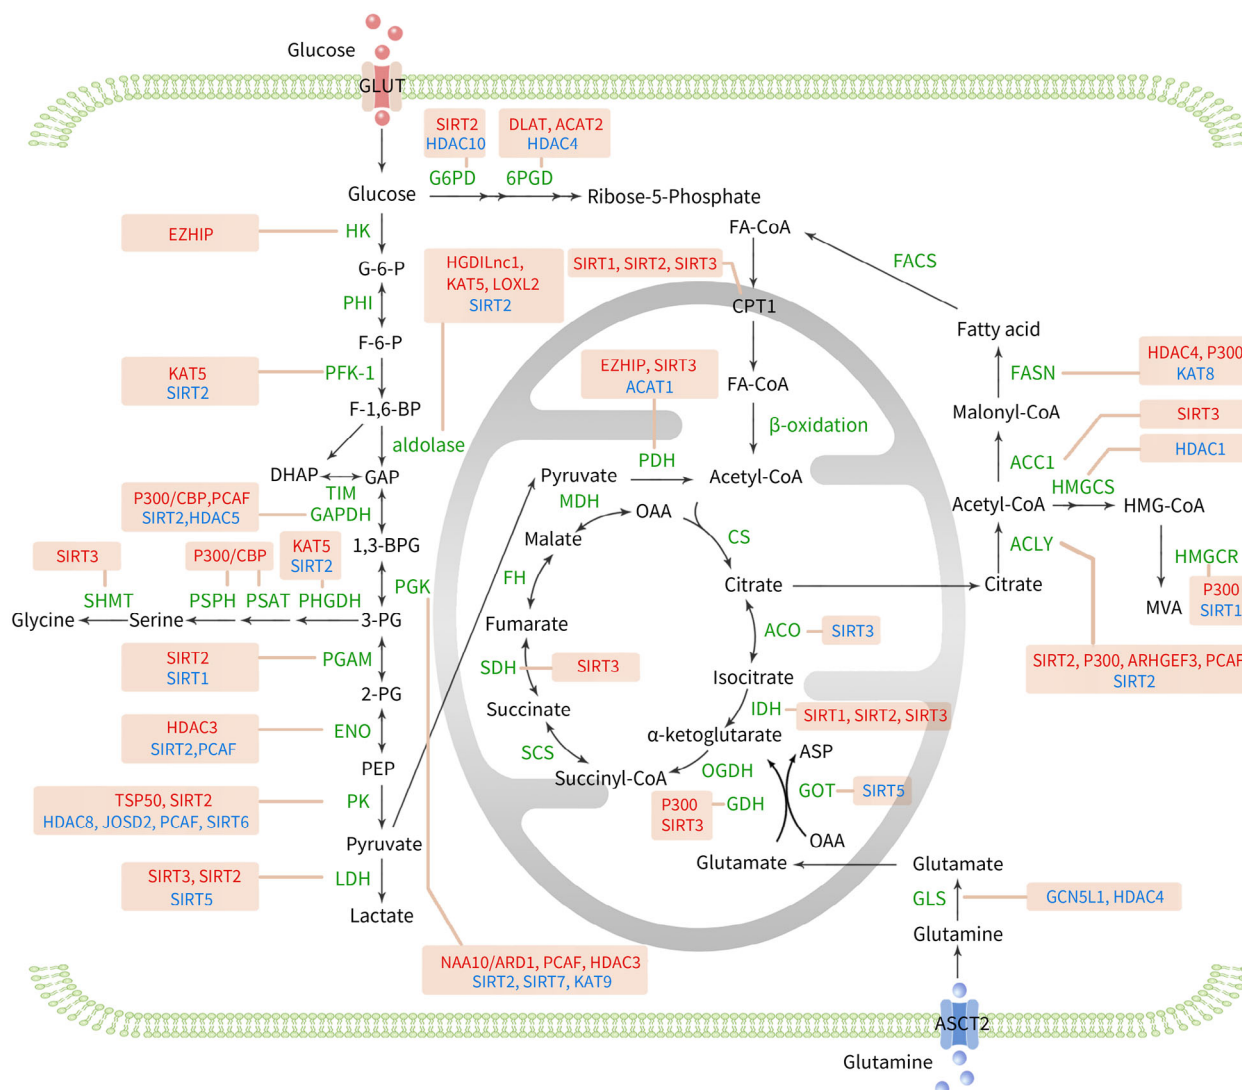 Glucose
GLUT
SIRT2
HDAC10
DLAT, ACAT2
HDAC4
G6PD
6PGD
Glucose
Ribose-5-Phosphate
EZHIP
HK
G-6-P
PHI
F-6-P
KAT5
SIRT2
PFK-1
F-1,6-BP
HGDILnc1,
KAT5, LOXL2
SIRT2
aldolase
DHAP
GAP
TIM
P300/CBP,PCAF
SIRT2,HDAC5
GAPDH
1,3-BPG
SIRT3
P300/CBP
KAT5
SIRT2
PGK
SHMT
PSPH
PSAT
PHGDH
Glycine
Serine
3-PG
SIRT2
SIRT1
PGAM
2-PG
HDAC3
SIRT2,PCAF
ENO
PEP
TSP50, SIRT2
HDAC8, JOSD2, PCAF, SIRT6
PK
Pyruvate
SIRT3, SIRT2
SIRT5
LDH
Lactate
NAA10/ARD1, PCAF, HDAC3
SIRT2, SIRT7, KAT9
FA-CoA
SIRT1, SIRT2, SIRT3
CPT1
FA-CoA
β-oxidation
EZHIP, SIRT3
ACAT1
PDH
Pyruvate
Acetyl-CoA
MDH
OAA
Malate
CS
FH
Citrate
Fumarate
ACO
SIRT3
SDH
SIRT3
Isocitrate
Succinate
IDH
SIRT1, SIRT2, SIRT3
α-ketoglutarate
SCS
OGDH
Succinyl-CoA
ASP
P300
SIRT3
GDH
GOT
SIRT5
OAA
Glutamate
FACS
Fatty acid
FASN
HDAC4, P300
KAT8
Malonyl-CoA
SIRT3
ACC1
HDAC1
HMGCS
Acetyl-CoA
HMG-CoA
ACLY
HMGCR
Citrate
MVA
P300
SIRT1
SIRT2, P300, ARHGEF3, PCAF
SIRT2
Glutamate
GLS
GCN5L1, HDAC4
Glutamine
ASCT2
Glutamine